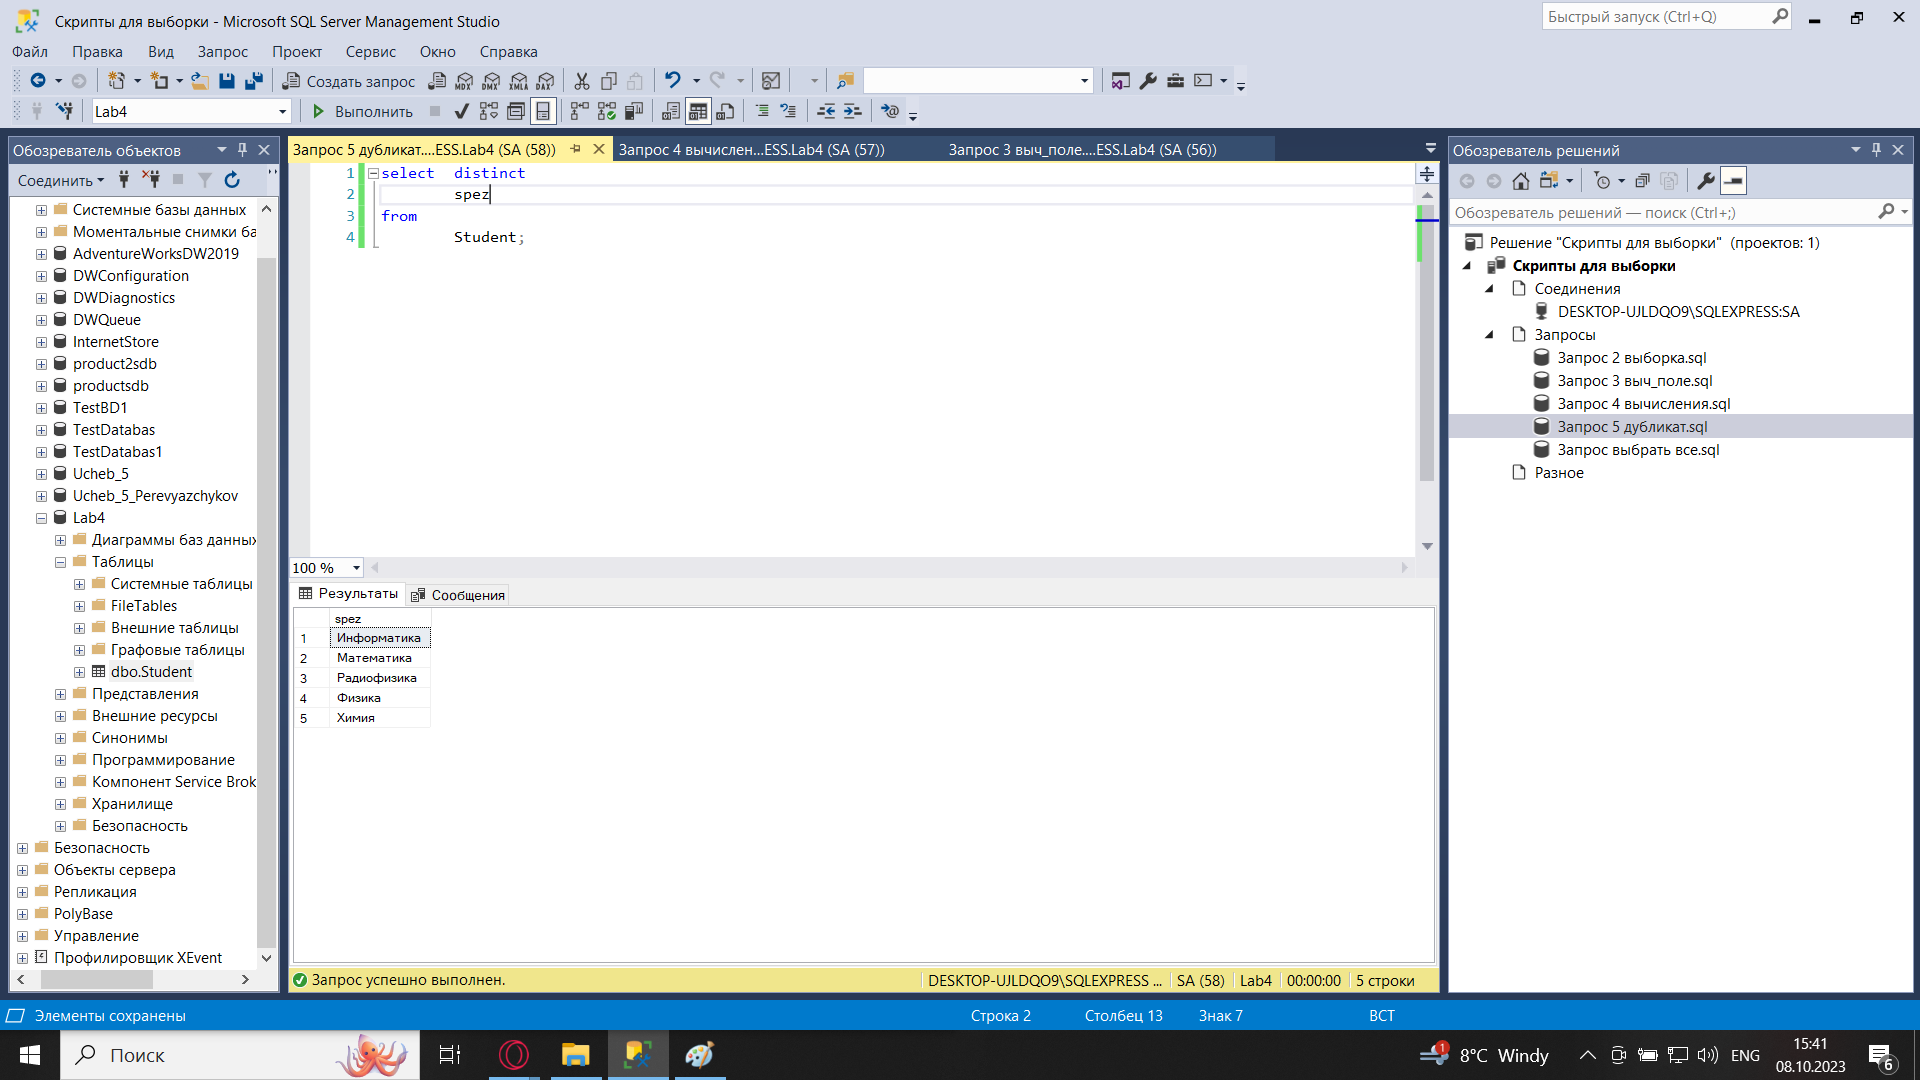 Скрипты для выборки - Microsoft SQL Server Management Studio
Быстрый запуск (Ctrl+Q)
Файл Правка Вид Запрос Проект Сервис Окно Справка
Создать запрос MDX DMX XMLA DAX
Lab4 Выполнить
Обозреватель объектов
Соединить
Системные базы данных
Моментальные снимки ба
AdventureWorksDW2019
DWConfiguration
DWDiagnostics
DWQueue
InternetStore
product2sdb
productsdb
TestBD1
TestDatabas
TestDatabas1
Ucheb_5
Ucheb_5_Perevyazchykov
Lab4
Диаграммы баз данных
Таблицы
Системные таблицы
FileTables
Внешние таблицы
Графовые таблицы
dbo.Student
Представления
Внешние ресурсы
Синонимы
Программирование
Компонент Service Brok
Хранилище
Безопасность
Безопасность
Объекты сервера
Репликация
PolyBase
Управление
Профилировщик XEvent
Запрос 5 дубликат....ESS.Lab4 (SA (58)) Запрос 4 вычислен...ESS.Lab4 (SA (57)) Запрос 3 выч_поле....ESS.Lab4 (SA (56))
1 select distinct
2 spez
3 from
4 Student;
100 %
Результаты Сообщения
spez
1 Информатика
2 Математика
3 Радиофизика
4 Физика
5 Химия
Запрос успешно выполнен. DESKTOP-UJLDQO9\SQLEXPRESS ... SA (58) Lab4 00:00:00 5 строки
Обозреватель решений
Обозреватель решений — поиск (Ctrl+;)
Решение "Скрипты для выборки" (проектов: 1)
Скрипты для выборки
Соединения
DESKTOP-UJLDQO9\SQLEXPRESS:SA
Запросы
Запрос 2 выборка.sql
Запрос 3 выч_поле.sql
Запрос 4 вычисления.sql
Запрос 5 дубликат.sql
Запрос выбрать все.sql
Разное
Элементы сохранены Строка 2 Столбец 13 Знак 7 ВСТ
Поиск
1 8°C Windy ENG 15:41
08.10.2023 6